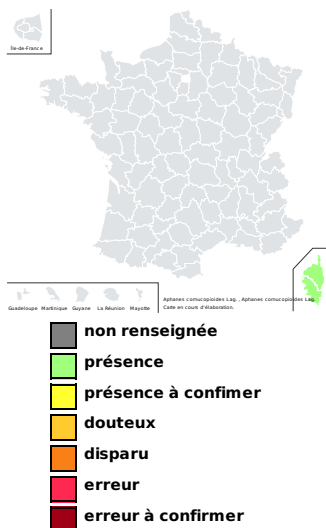 Île-de-France
Guadeloupe Martinique Guyane La Réunion Mayotte
Aphanes cornucopioides Lag. , Aphanes cornucopioides Lag.
Carte en cours d'élaboration.
non renseignée
présence
présence à confimer
douteux
disparu
erreur
erreur à confirmer